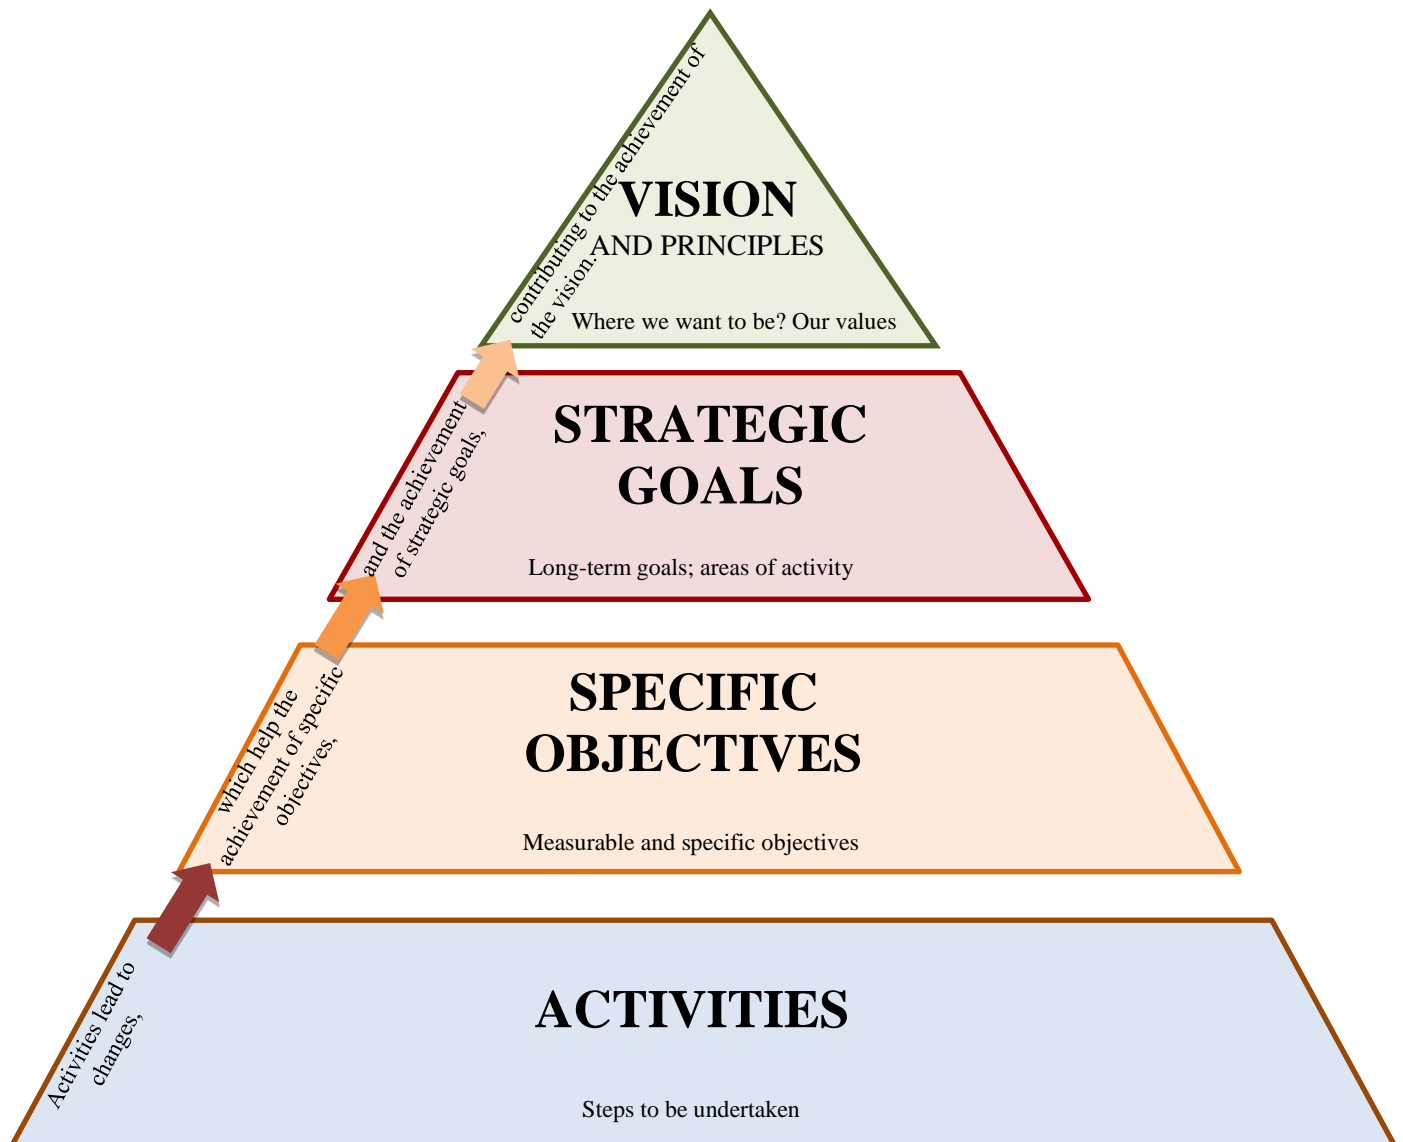 contributing to the achievement of
the vision.
VISION
AND PRINCIPLES
Where we want to be? Our values
and the achievement
of strategic goals,
STRATEGIC
GOALS
Long-term goals; areas of activity
which help the
achievement of specific
objectives,
SPECIFIC
OBJECTIVES
Measurable and specific objectives
Activities lead to
changes,
ACTIVITIES
Steps to be undertaken